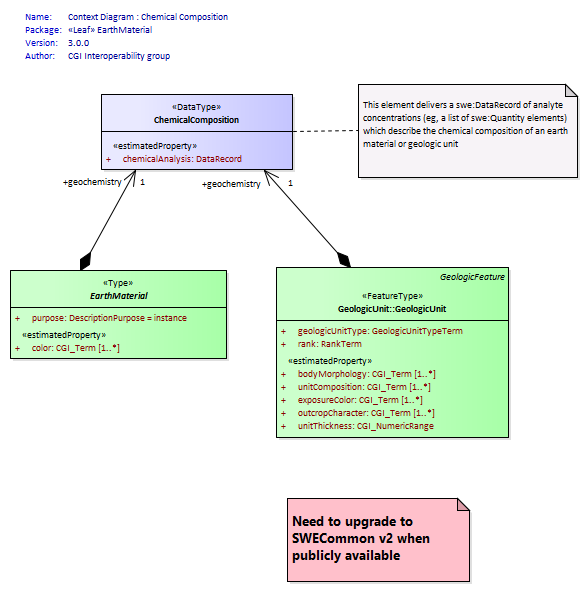 Name: Context Diagram : Chemical Composition
Package: «Leaf» EarthMaterial
Version: 3.0.0
Author: CGI Interoperability group
«DataType»
ChemicalComposition
«estimatedProperty»
+ chemicalAnalysis: DataRecord
This element delivers a swe:DataRecord of analyte
concentrations (eg, a list of swe:Quantity elements)
which describe the chemical composition of an earth
material or geologic unit
+geochemistry 1
+geochemistry 1
«Type»
EarthMaterial
+ purpose: DescriptionPurpose = instance
«estimatedProperty»
+ color: CGI_Term [1..*]
GeologicFeature
«FeatureType»
GeologicUnit::GeologicUnit
+ geologicUnitType: GeologicUnitTypeTerm
+ rank: RankTerm
«estimatedProperty»
+ bodyMorphology: CGI_Term [1..*]
+ unitComposition: CGI_Term [1..*]
+ exposureColor: CGI_Term [1..*]
+ outcropCharacter: CGI_Term [1..*]
+ unitThickness: CGI_NumericRange
Need to upgrade to
SWECommon v2 when
publicly available